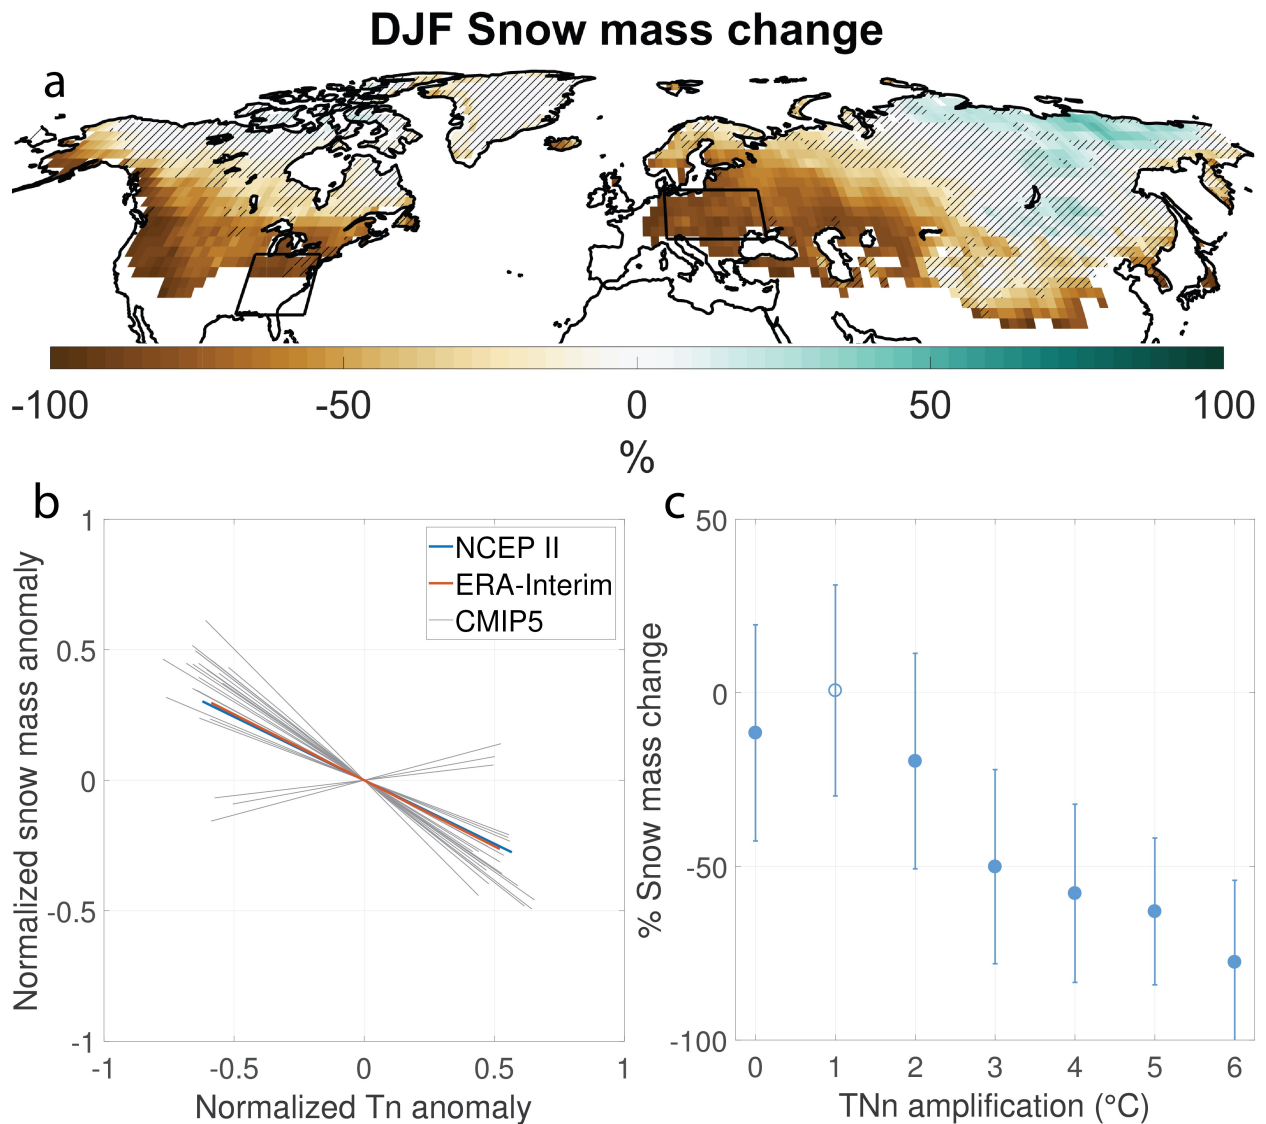 DJF Snow mass change
a
-100 -50 0 50 100
%
b
1
0.5
0
-0.5
-1
-1 -0.5 0 0.5 1
Normalized snow mass anomaly
Normalized Tn anomaly
NCEP II
ERA-Interim
CMIP5
c
50
0
-50
-100
0 1 2 3 4 5 6
% Snow mass change
TNn amplification (°C)